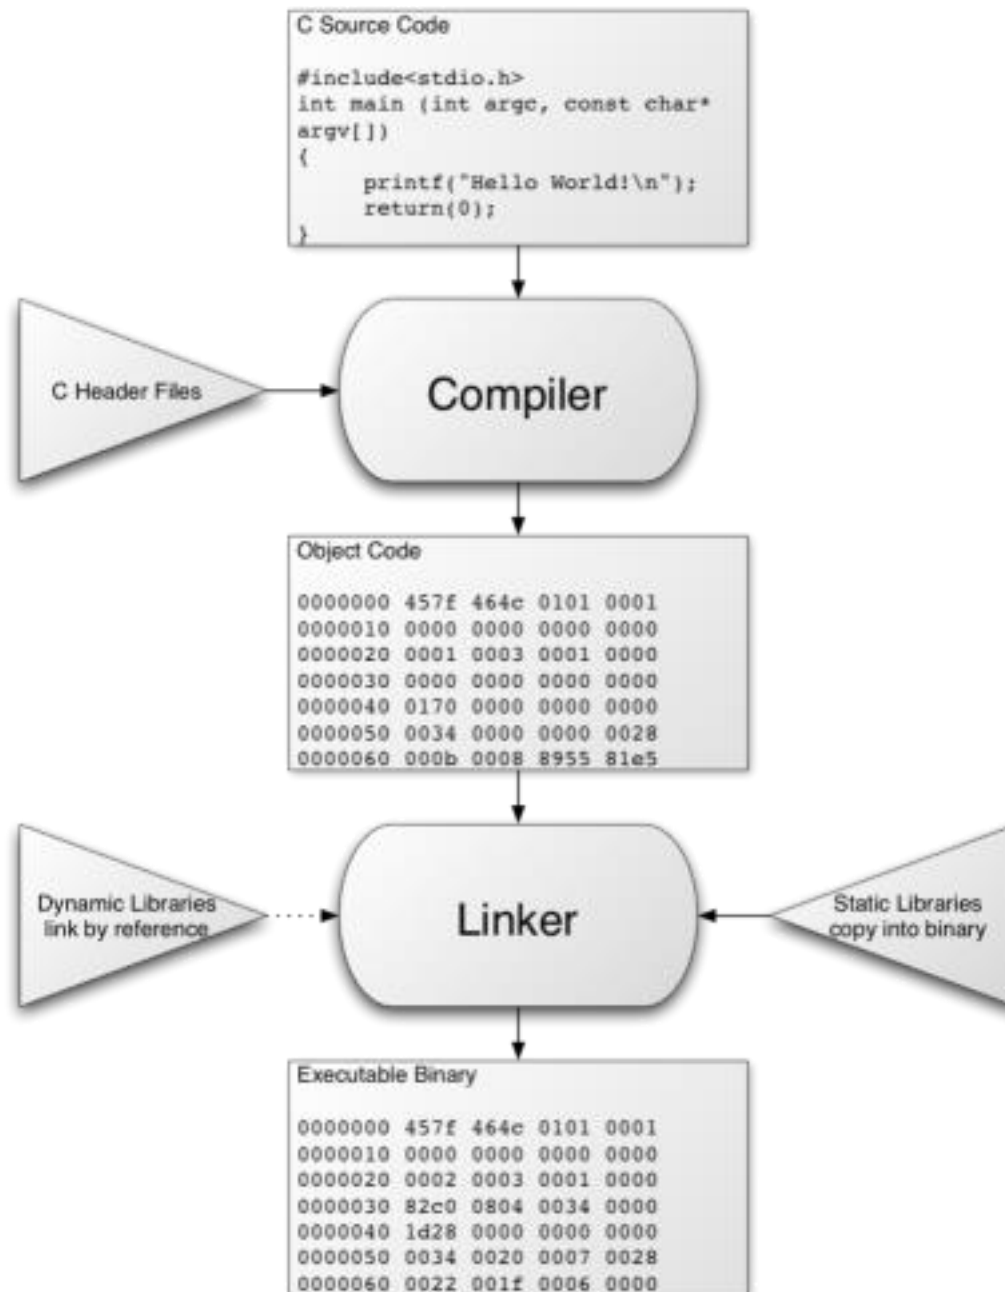 C Source Code
#include<stdio.h>
int main (int argc, const char*
argv[])
{
printf("Hello World!\n");
return(0);
}
C Header Files
Compiler
Object Code
0000000 457f 464c 0101 0001
0000010 0000 0000 0000 0000
0000020 0001 0003 0001 0000
0000030 0000 0000 0000 0000
0000040 0170 0000 0000 0000
0000050 0034 0000 0000 0028
0000060 000b 0008 8955 81e5
Dynamic Libraries
link by reference
Linker
Static Libraries
copy into binary
Executable Binary
0000000 457f 464c 0101 0001
0000010 0000 0000 0000 0000
0000020 0002 0003 0001 0000
0000030 82c0 0804 0034 0000
0000040 1d28 0000 0000 0000
0000050 0034 0020 0007 0028
0000060 0022 001f 0006 0000